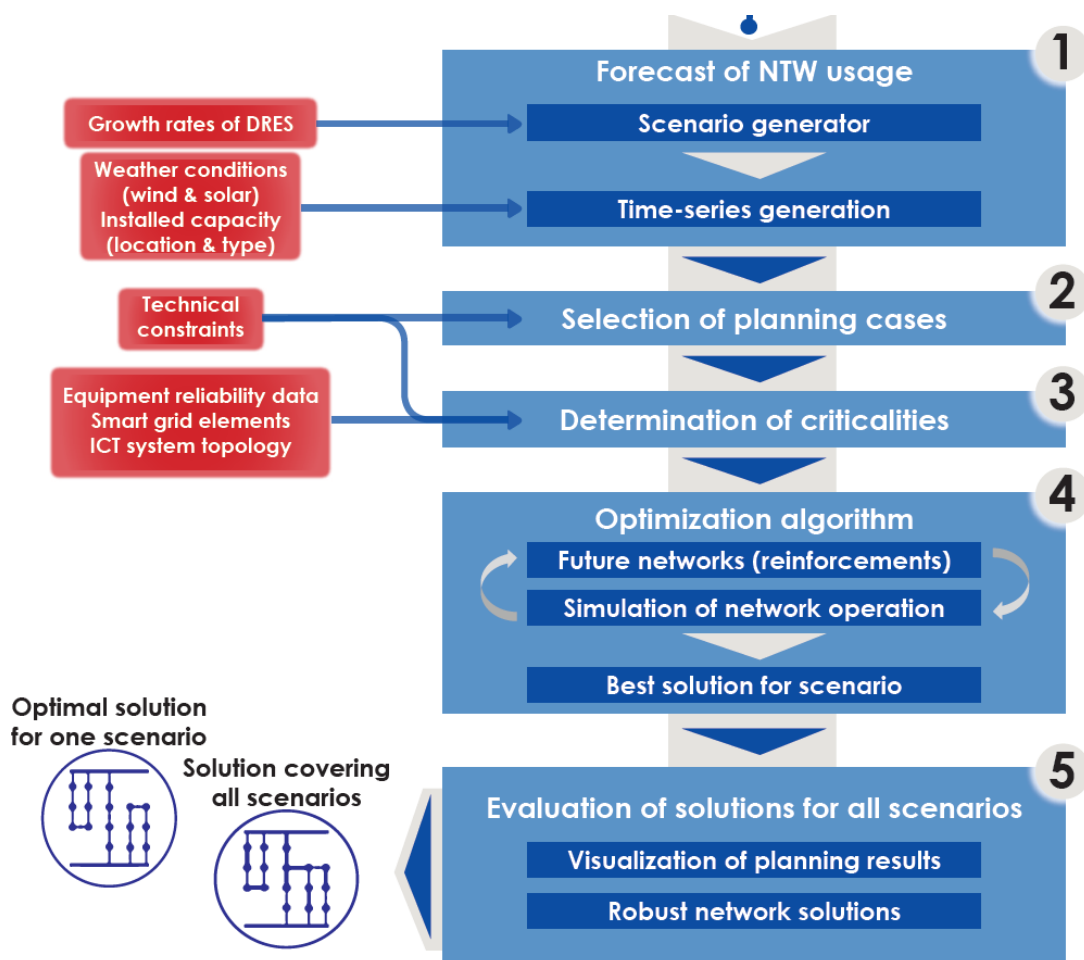 1
Forecast of NTW usage
Growth rates of DRES
Scenario generator
Weather conditions
(wind & solar)
Installed capacity
(location & type)
Time-series generation
2
Technical
constraints
Selection of planning cases
3
Equipment reliability data
Smart grid elements
ICT system topology
Determination of criticalities
4
Optimization algorithm
Future networks (reinforcements)
Simulation of network operation
Best solution for scenario
Optimal solution
for one scenario
Solution covering
all scenarios
5
Evaluation of solutions for all scenarios
Visualization of planning results
Robust network solutions